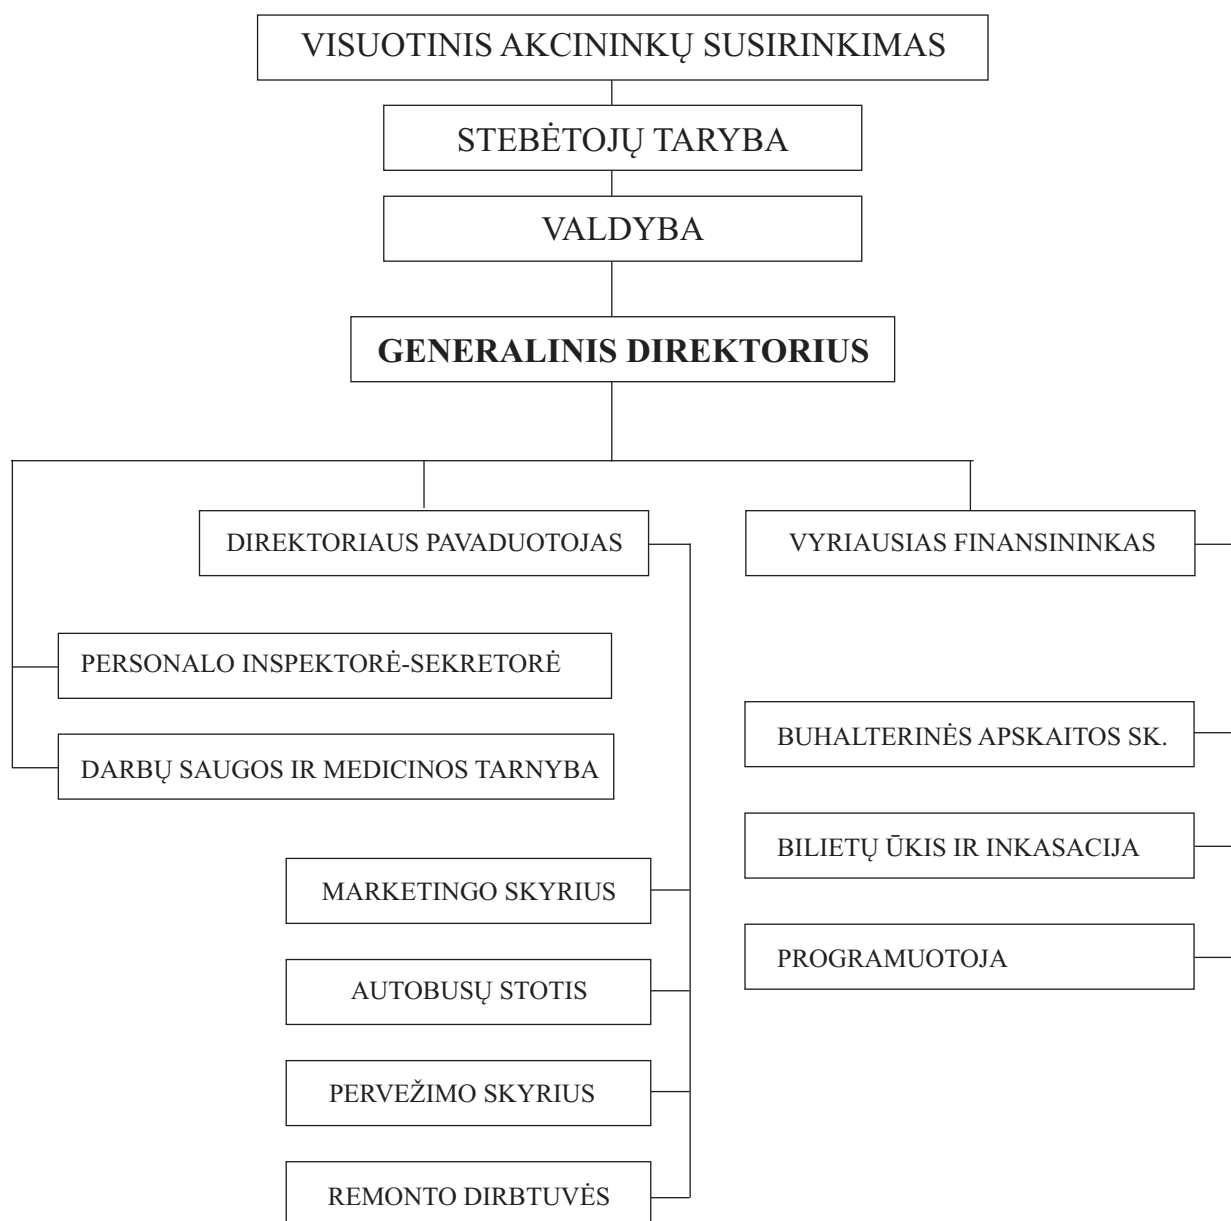 VISUOTINIS AKCININKŲ SUSIRINKIMAS
STEBĖTOJŲ TARYBA
VALDYBA
GENERALINIS DIREKTORIUS
DIREKTORIAUS PAVADUOTOJAS
VYRIAUSIAS FINANSININKAS
PERSONALO INSPEKTORĖ-SEKRETORĖ
DARBŲ SAUGOS IR MEDICINOS TARNYBA
MARKETINGO SKYRIUS
AUTOBUSŲ STOTIS
PERVEŽIMO SKYRIUS
REMONTO DIRBTUVĖS
BUHALTERINĖS APSKAITOS SK.
BILIETŲ ŪKIS IR INKASACIJA
PROGRAMUOTOJA